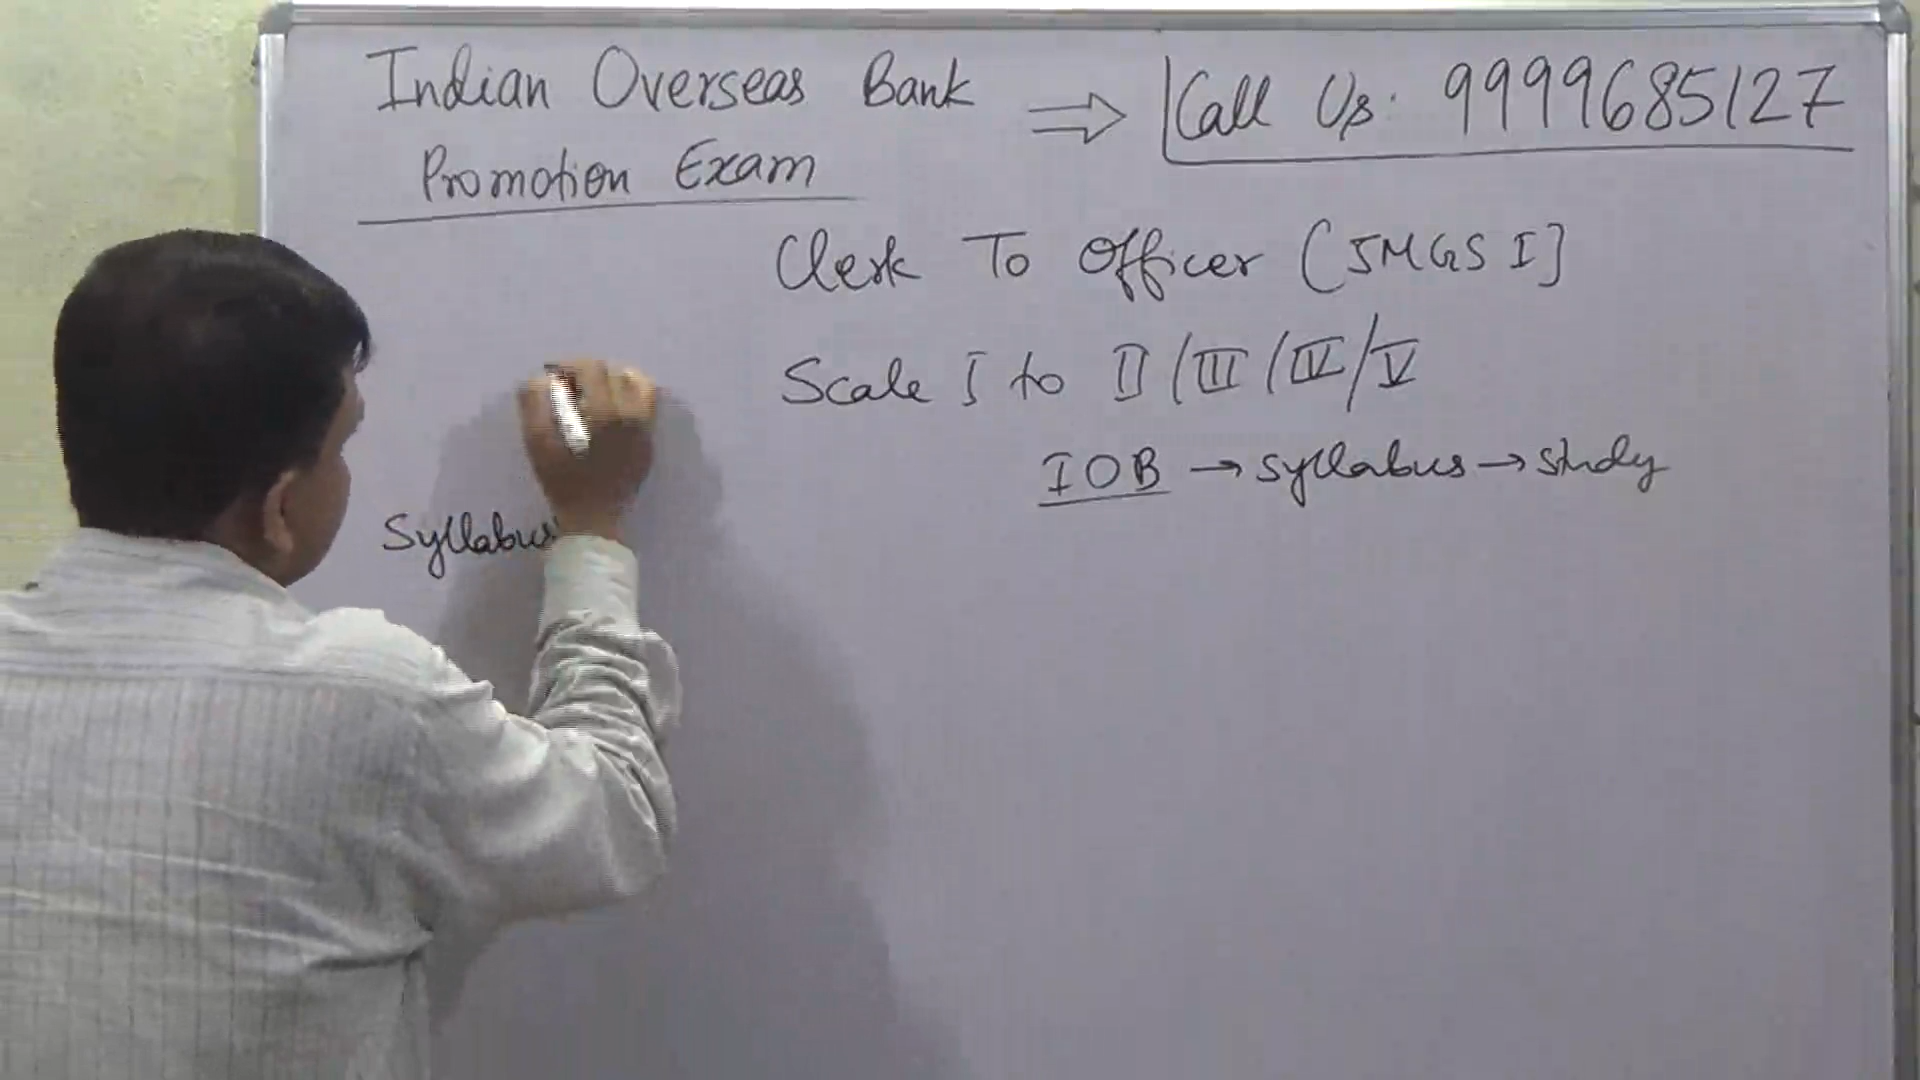 Indian Overseas Bank
Promotion Exam
⇒ Call Us: 9999685127
Clerk To Officer (JMGS I]
Scale I to II/III/IV/V
IOB → syllabus → study
Syllabus